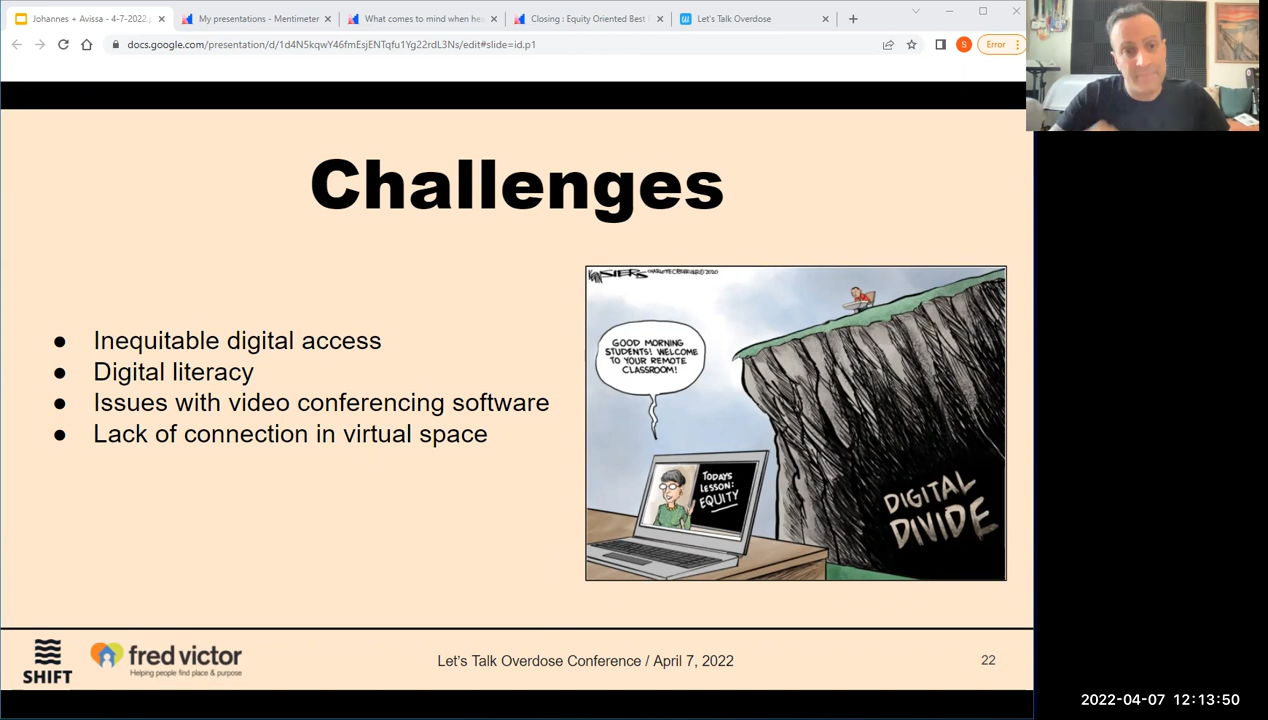 Johannes + Avissa - 4-7-2022.
My presentations - Mentimeter
What comes to mind when he
Closing : Equity Oriented Best
Let's Talk Overdose
docs.google.com/presentation/d/1d4N5kqwY46fmEsjENTqfu1Yg22rdL3Ns/edit#slide=id.p1
S
Error
Challenges
● Inequitable digital access
● Digital literacy
● Issues with video conferencing software
● Lack of connection in virtual space
GOOD MORNING
STUDENTS! WELCOME
TO YOUR REMOTE
CLASSROOM!
TODAYS
LESSON:
EQUITY
DIGITAL
DIVIDE
SHIFT
fred victor
Helping people find place & purpose
Let's Talk Overdose Conference / April 7, 2022
22
2022-04-07 12:13:50